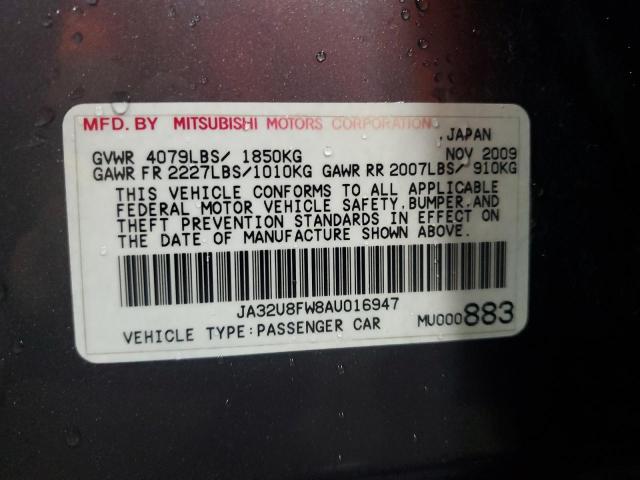 MFD. BY MITSUBISHI MOTORS CORPORATION, JAPAN
GVWR 4079LBS/ 1850KG NOV 2009
GAWR FR 2227LBS/1010KG GAWR RR 2007LBS/ 910KG
THIS VEHICLE CONFORMS TO ALL APPLICABLE
FEDERAL MOTOR VEHICLE SAFETY,BUMPER,AND
THEFT PREVENTION STANDARDS IN EFFECT ON
THE DATE OF MANUFACTURE SHOWN ABOVE.
JA32U8FW8AU016947
VEHICLE TYPE:PASSENGER CAR MU000883